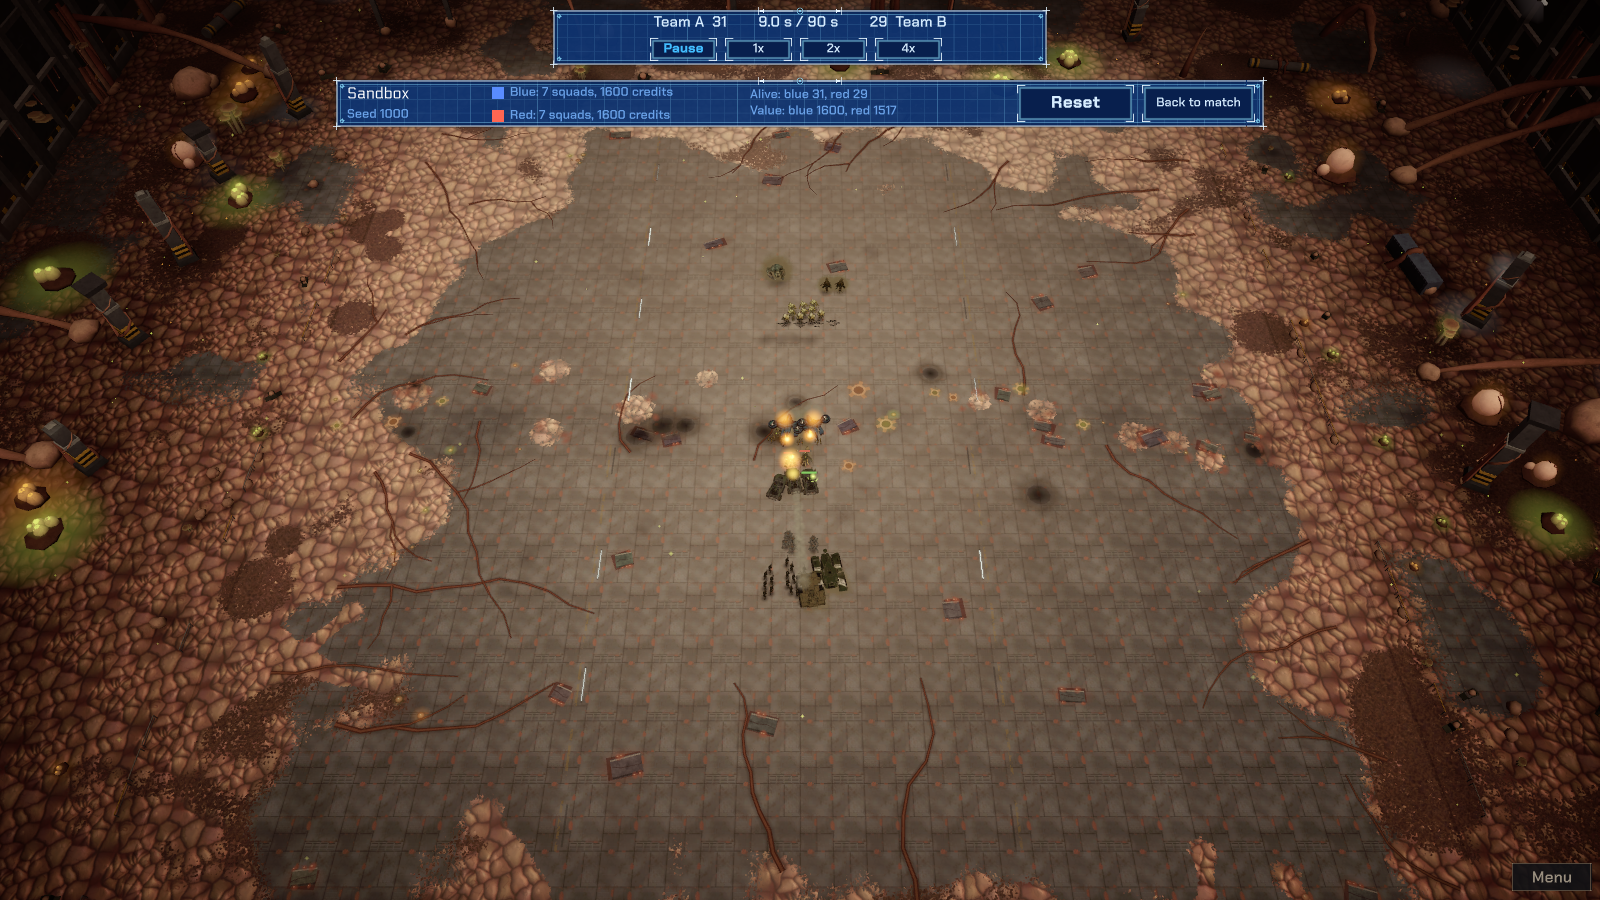 Team A 31 9.0 s / 90 s 29 Team B
Pause 1x 2x 4x
Sandbox
Seed 1000
Blue: 7 squads, 1600 credits
Red: 7 squads, 1600 credits
Alive: blue 31, red 29
Value: blue 1600, red 1517
Reset
Back to match
Menu